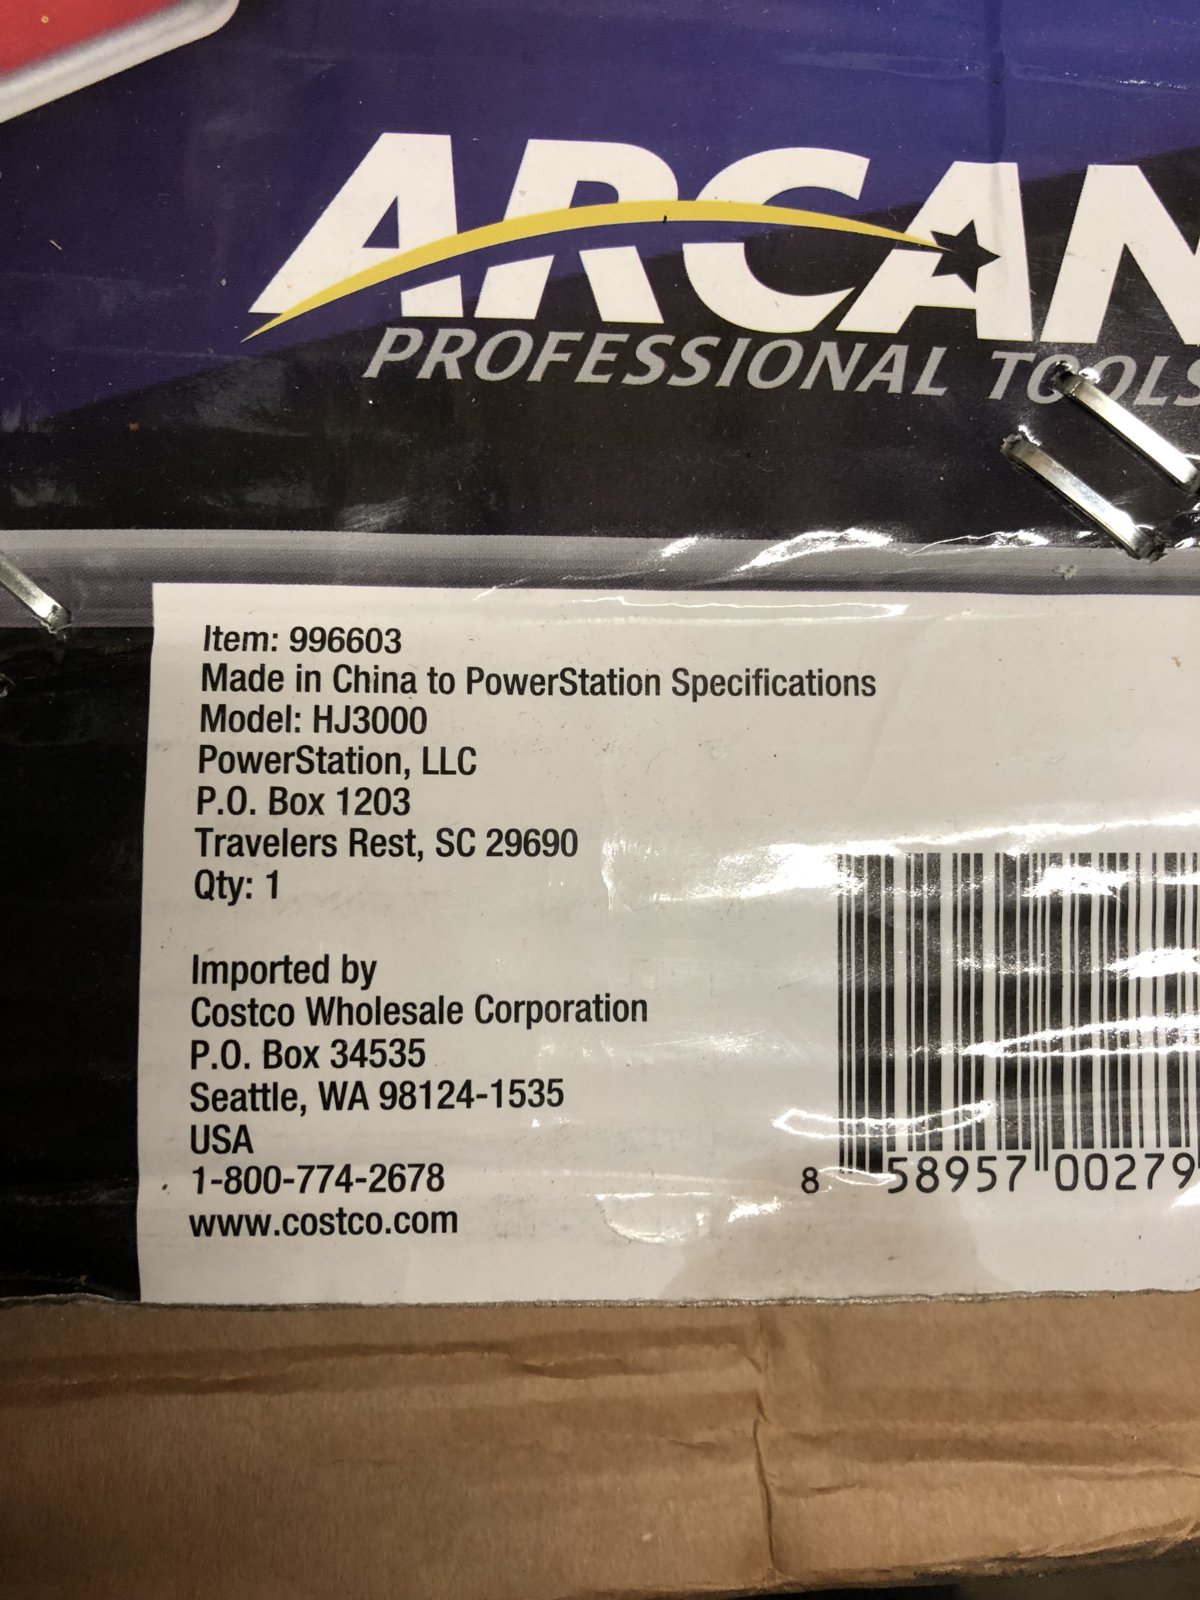 ARCAN
PROFESSIONAL TOOLS
Item: 996603
Made in China to PowerStation Specifications
Model: HJ3000
PowerStation, LLC
P.O. Box 1203
Travelers Rest, SC 29690
Qty: 1
Imported by
Costco Wholesale Corporation
P.O. Box 34535
Seattle, WA 98124-1535
USA
1-800-774-2678
www.costco.com
8 58957 00279